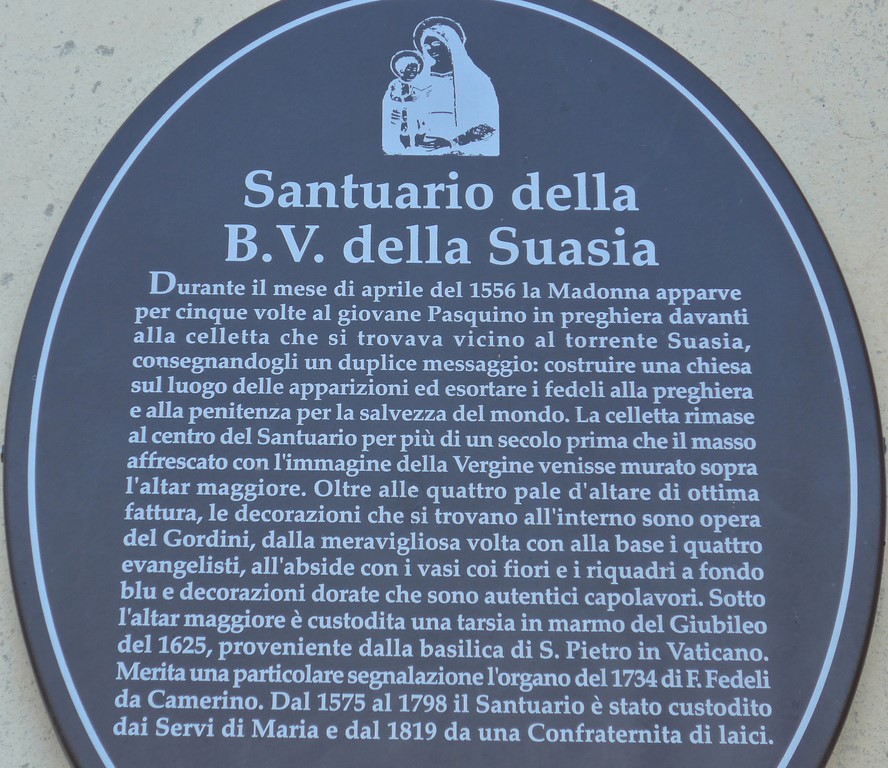 Santuario della
B.V. della Suasia
Durante il mese di aprile del 1556 la Madonna apparve
per cinque volte al giovane Pasquino in preghiera davanti
alla celletta che si trovava vicino al torrente Suasia,
consegnandogli un duplice messaggio: costruire una chiesa
sul luogo delle apparizioni ed esortare i fedeli alla preghiera
e alla penitenza per la salvezza del mondo. La celletta rimase
al centro del Santuario per più di un secolo prima che il masso
affrescato con l'immagine della Vergine venisse murato sopra
l'altar maggiore. Oltre alle quattro pale d'altare di ottima
fattura, le decorazioni che si trovano all'interno sono opera
del Gordini, dalla meravigliosa volta con alla base i quattro
evangelisti, all'abside con i vasi coi fiori e i riquadri a fondo
blu e decorazioni dorate che sono autentici capolavori. Sotto
l'altar maggiore è custodita una tarsia in marmo del Giubileo
del 1625, proveniente dalla basilica di S. Pietro in Vaticano.
Merita una particolare segnalazione l'organo del 1734 di F. Fedeli
da Camerino. Dal 1575 al 1798 il Santuario è stato custodito
dai Servi di Maria e dal 1819 da una Confraternita di laici.